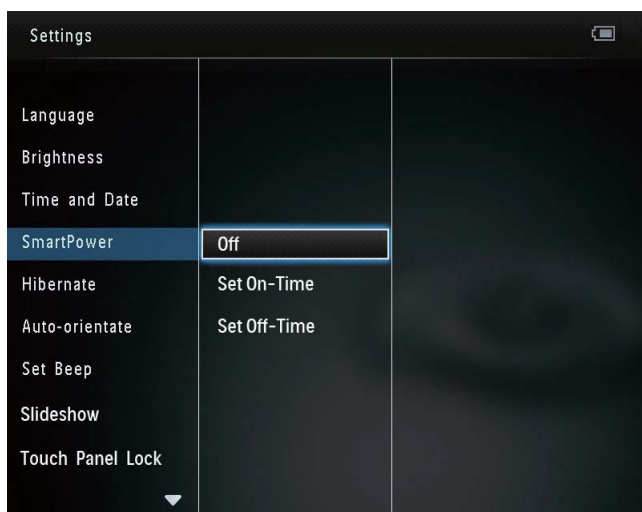 Settings
Language
Brightness
Time and Date
SmartPower
Off
Hibernate
Set On-Time
Auto-orientate
Set Off-Time
Set Beep
Slideshow
Touch Panel Lock